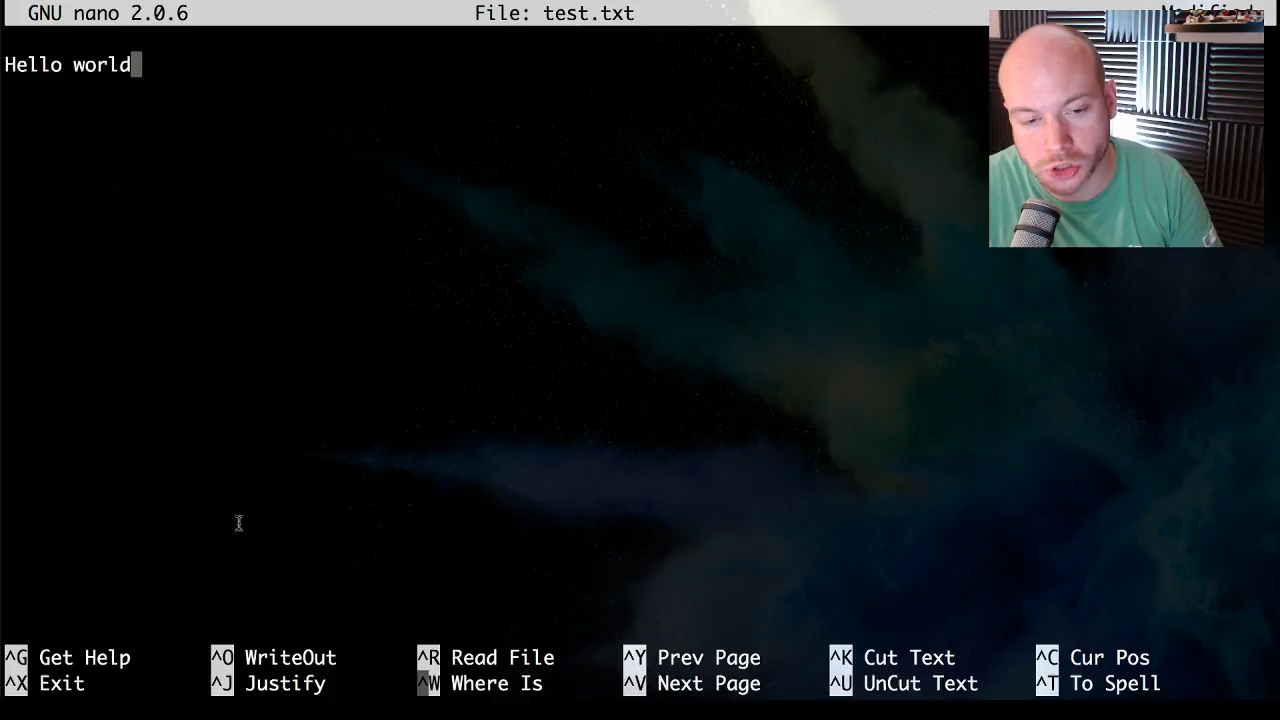 GNU nano 2.0.6 File: test.txt Modified
Hello world
^G Get Help ^O WriteOut ^R Read File ^Y Prev Page ^K Cut Text ^C Cur Pos
^X Exit ^J Justify ^W Where Is ^V Next Page ^U UnCut Text ^T To Spell